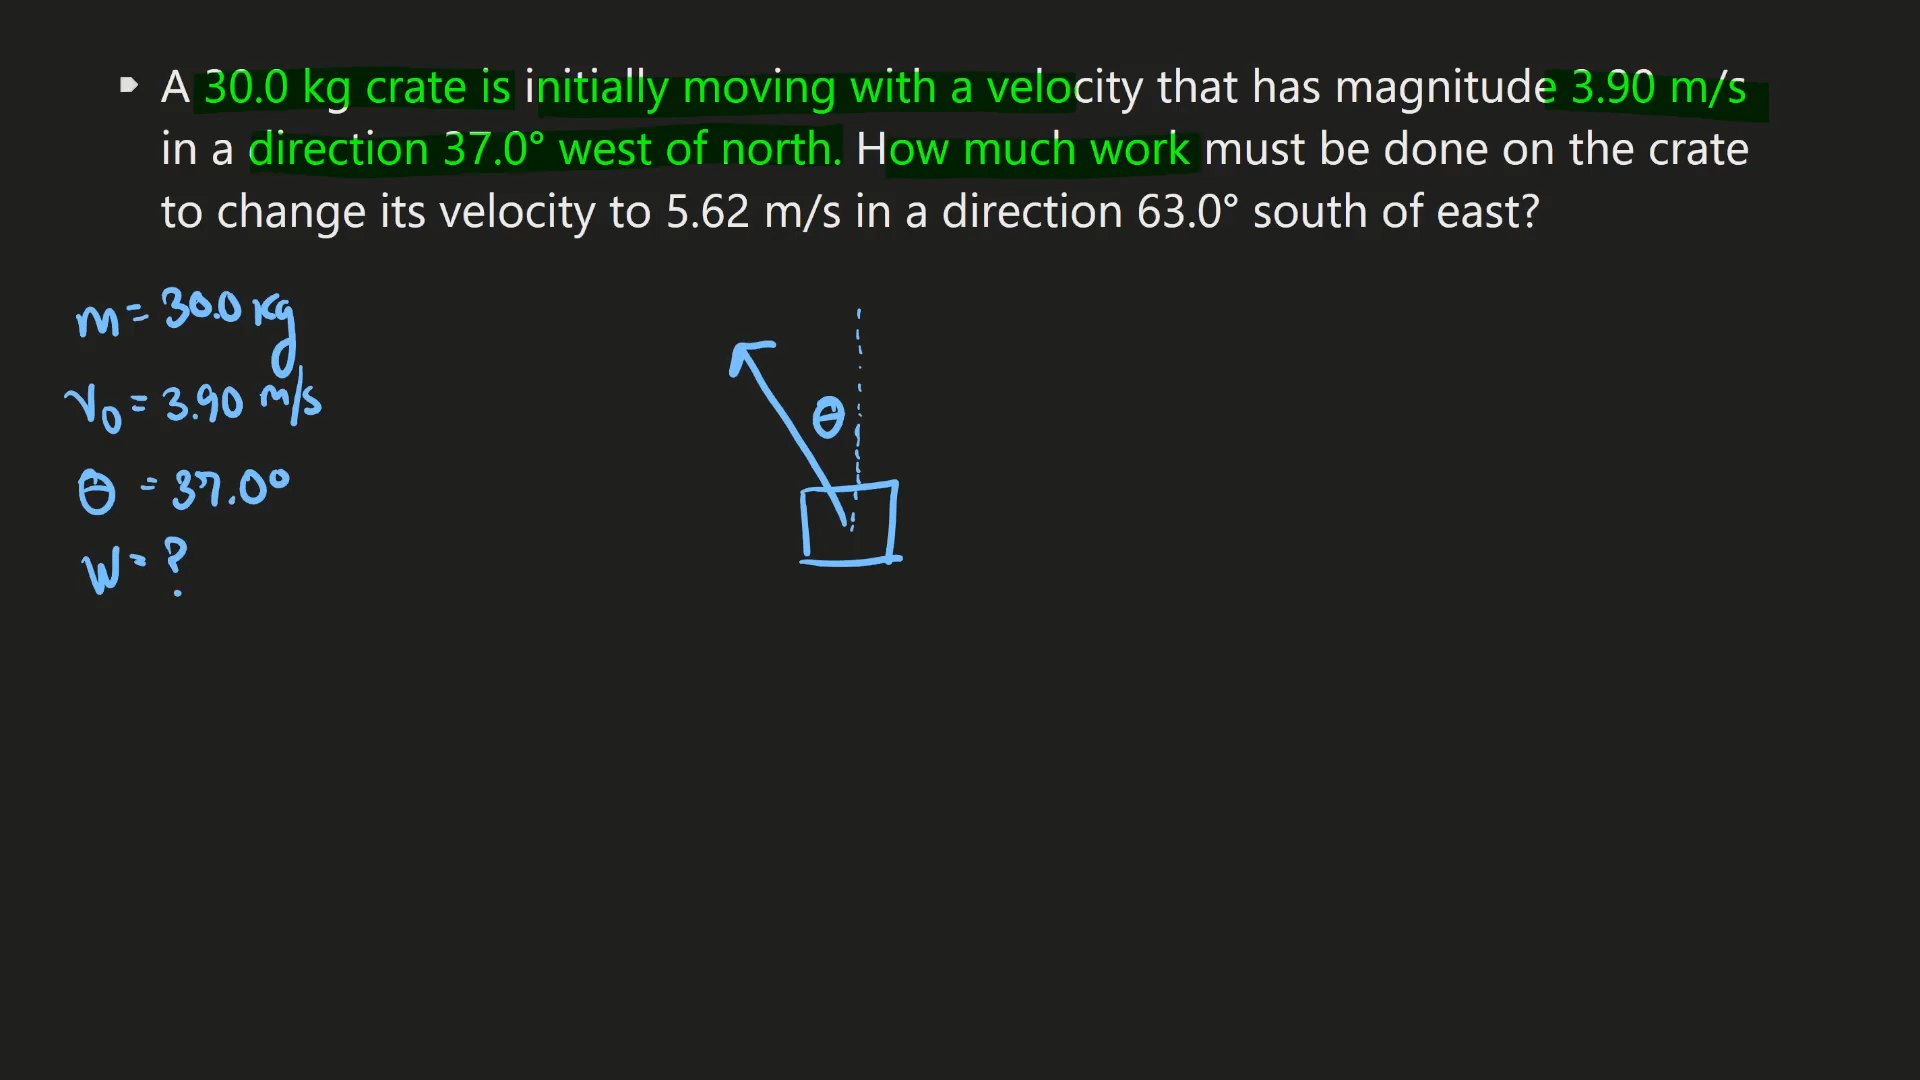 A 30.0 kg crate is initially moving with a velocity that has magnitude 3.90 m/s
in a direction 37.0° west of north. How much work must be done on the crate
to change its velocity to 5.62 m/s in a direction 63.0° south of east?
m = 30.0 kg
v₀ = 3.90 m/s
θ = 37.0°
W = ?
θ